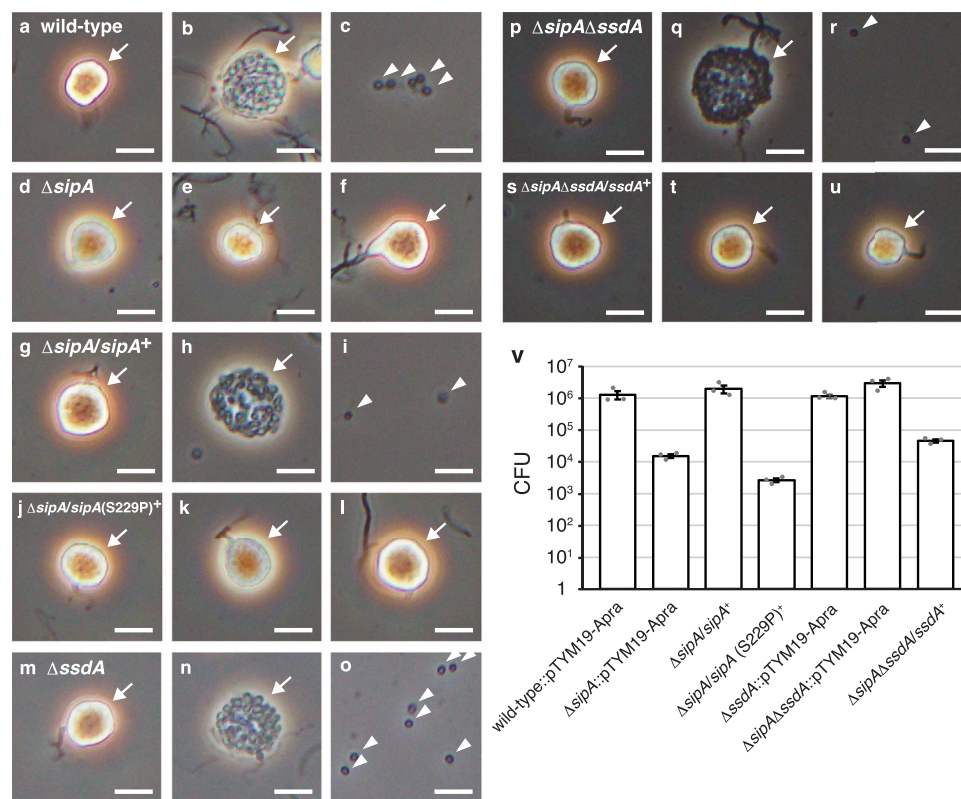 a wild-type
b
c
d ΔsipA
e
f
g ΔsipA/sipA⁺
h
i
j ΔsipA/sipA(S229P)⁺
k
l
m ΔssdA
n
o
p ΔsipAΔssdA
q
r
s ΔsipAΔssdA/ssdA⁺
t
u
v
CFU
10⁷
10⁶
10⁵
10⁴
10³
10²
10¹
1
wild-type::pTYM19-Apra
ΔsipA::pTYM19-Apra
ΔsipA/sipA⁺
ΔsipA/sipA (S229P)⁺
ΔssdA::pTYM19-Apra
ΔsipAΔssdA::pTYM19-Apra
ΔsipAΔssdA/ssdA⁺